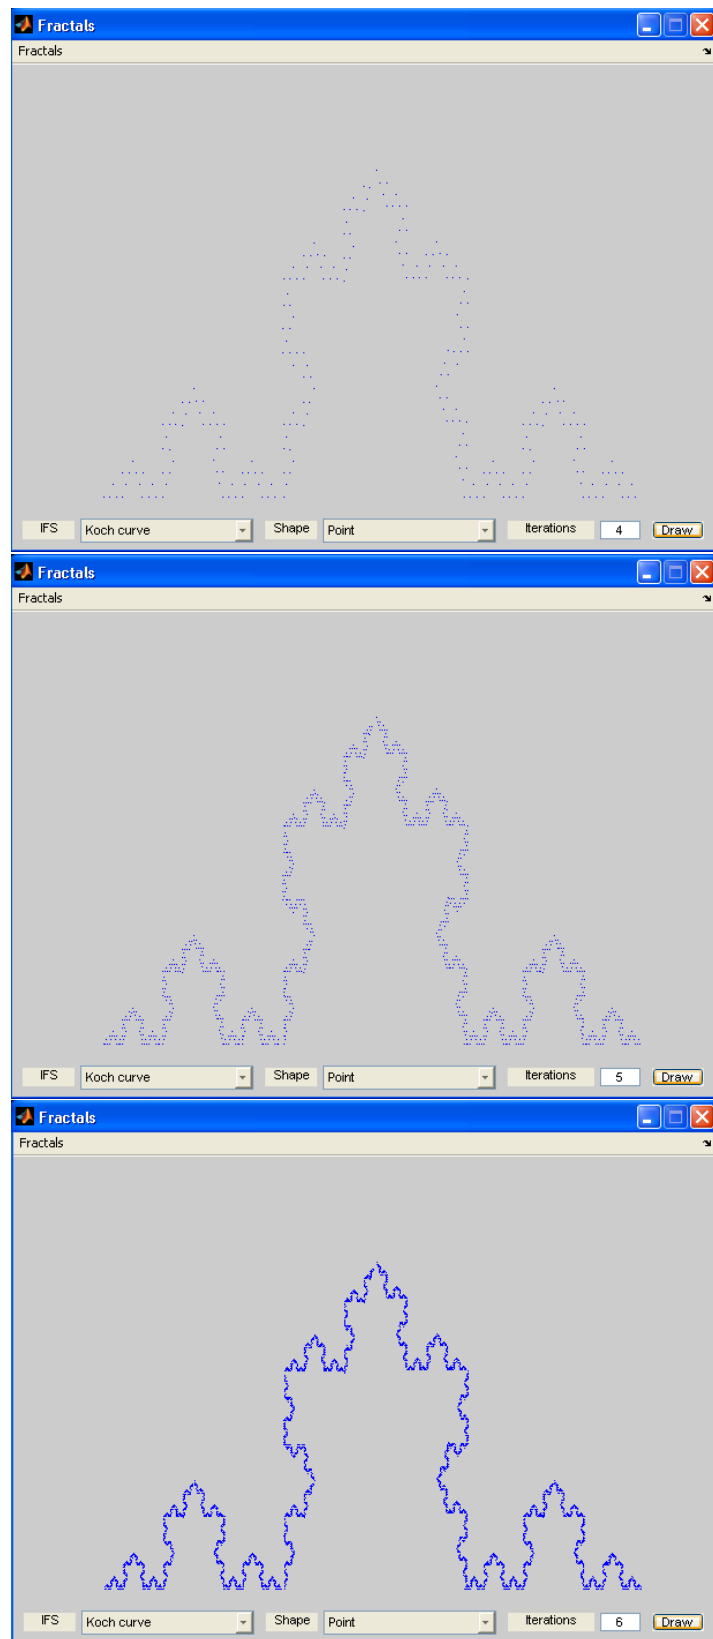 Fractals
Fractals
IFS Koch curve Shape Point Iterations 4 Draw
Fractals
Fractals
IFS Koch curve Shape Point Iterations 5 Draw
Fractals
Fractals
IFS Koch curve Shape Point Iterations 6 Draw